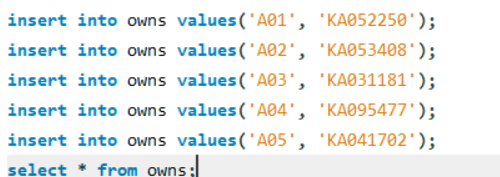 insert into owns values('A01', 'KA052250');
insert into owns values('A02', 'KA053408');
insert into owns values('A03', 'KA031181');
insert into owns values('A04', 'KA095477');
insert into owns values('A05', 'KA041702');
select * from owns;